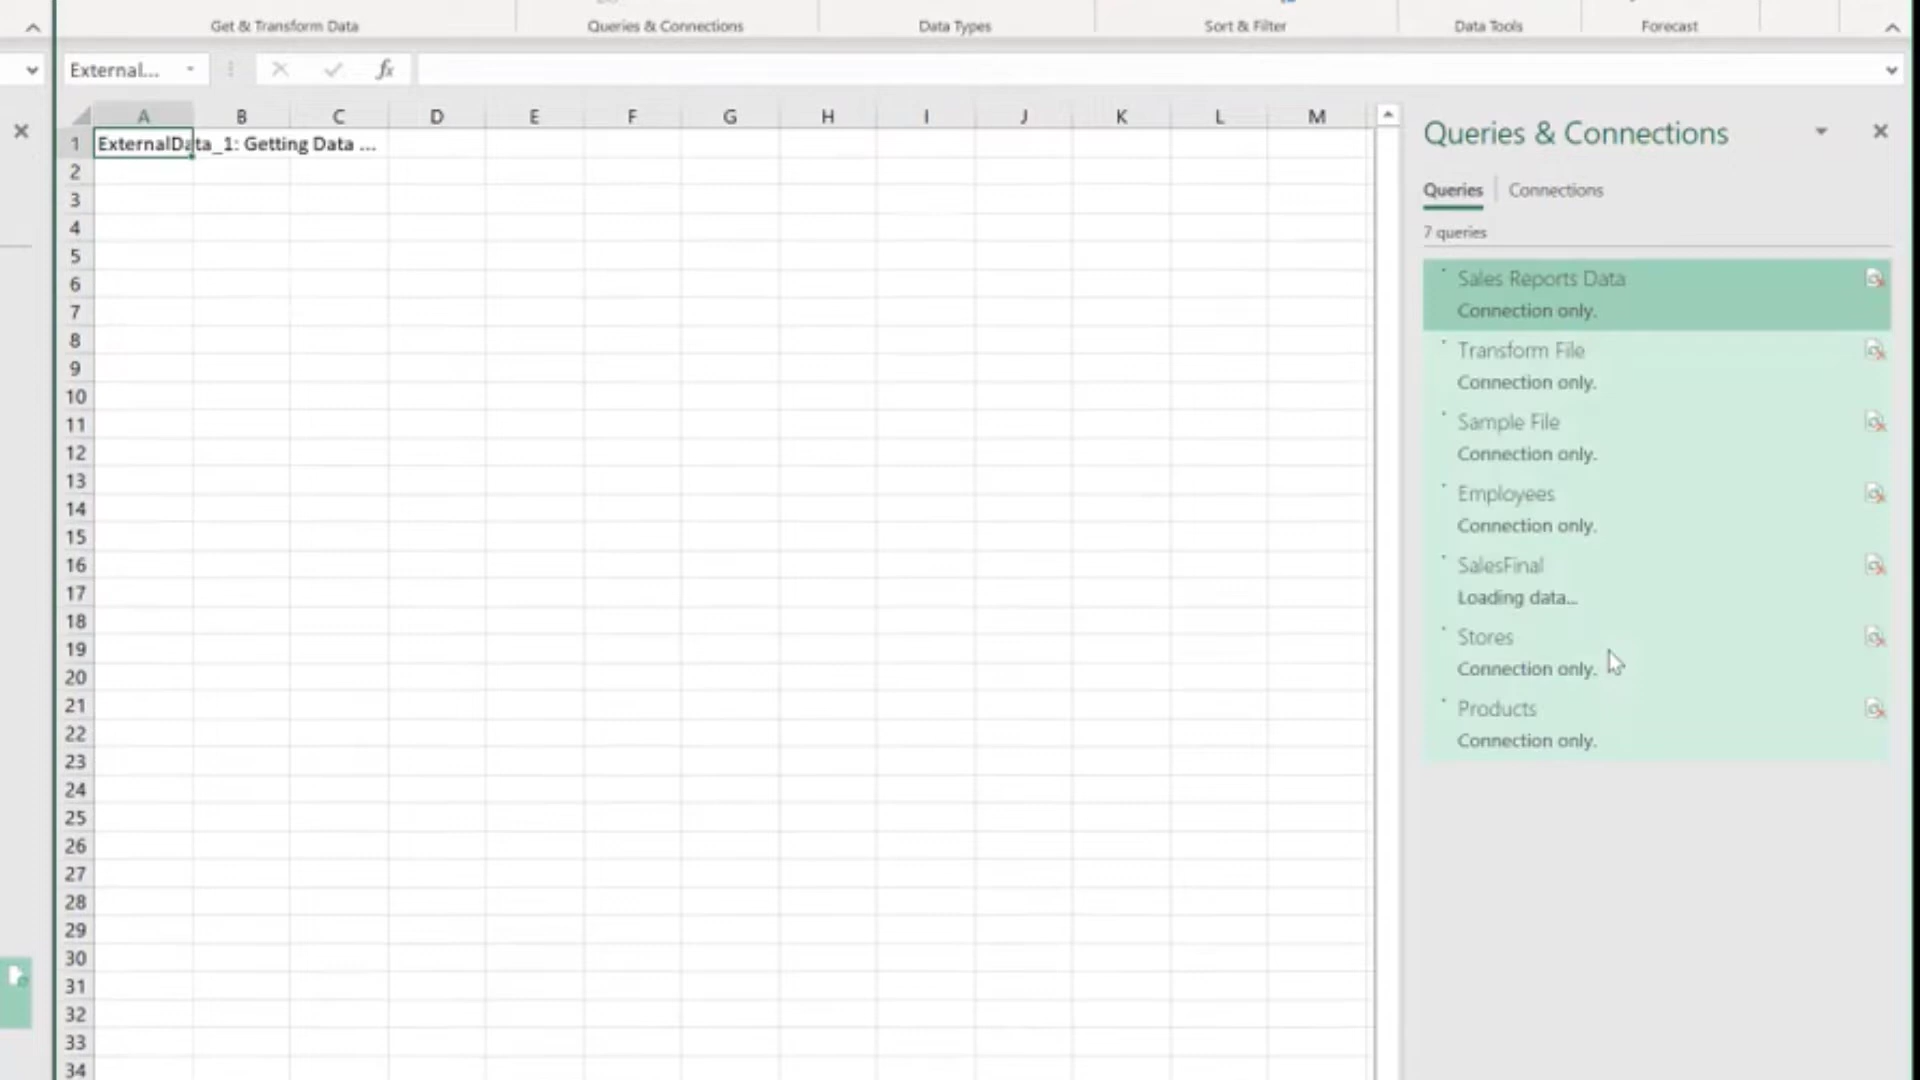 Get & Transform Data Queries & Connections Data Types Sort & Filter Data Tools Forecast
External... fx
A B C D E F G H I J K L M
1 ExternalData_1: Getting Data ...
2
3
4
5
6
7
8
9
10
11
12
13
14
15
16
17
18
19
20
21
22
23
24
25
26
27
28
29
30
31
32
33
34
Queries & Connections
Queries Connections
7 queries
Sales Reports Data
Connection only.
Transform File
Connection only.
Sample File
Connection only.
Employees
Connection only.
SalesFinal
Loading data...
Stores
Connection only.
Products
Connection only.